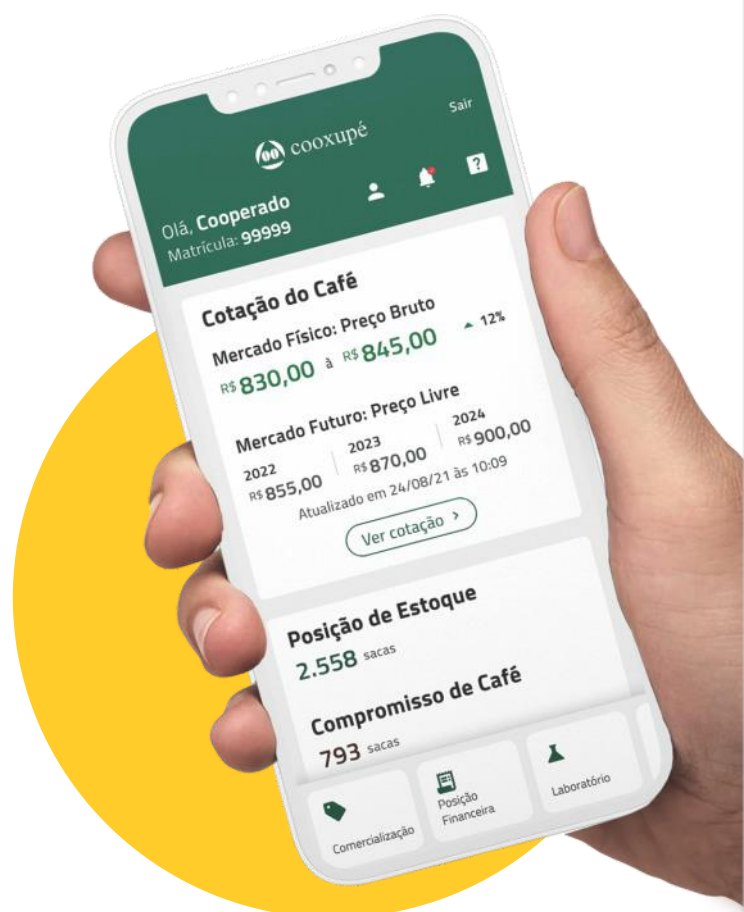 cooxupé
Sair
Olá, Cooperado
Matrícula: 99999
Cotação do Café
Mercado Físico: Preço Bruto
R$ 830,00 à R$ 845,00 12%
Mercado Futuro: Preço Livre
2022 2023 2024
R$ 855,00 R$ 870,00 R$ 900,00
Atualizado em 24/08/21 às 10:09
Ver cotação >
Posição de Estoque
2.558 sacas
Compromisso de Café
793 sacas
Comercialização
Posição
Financeira
Laboratório